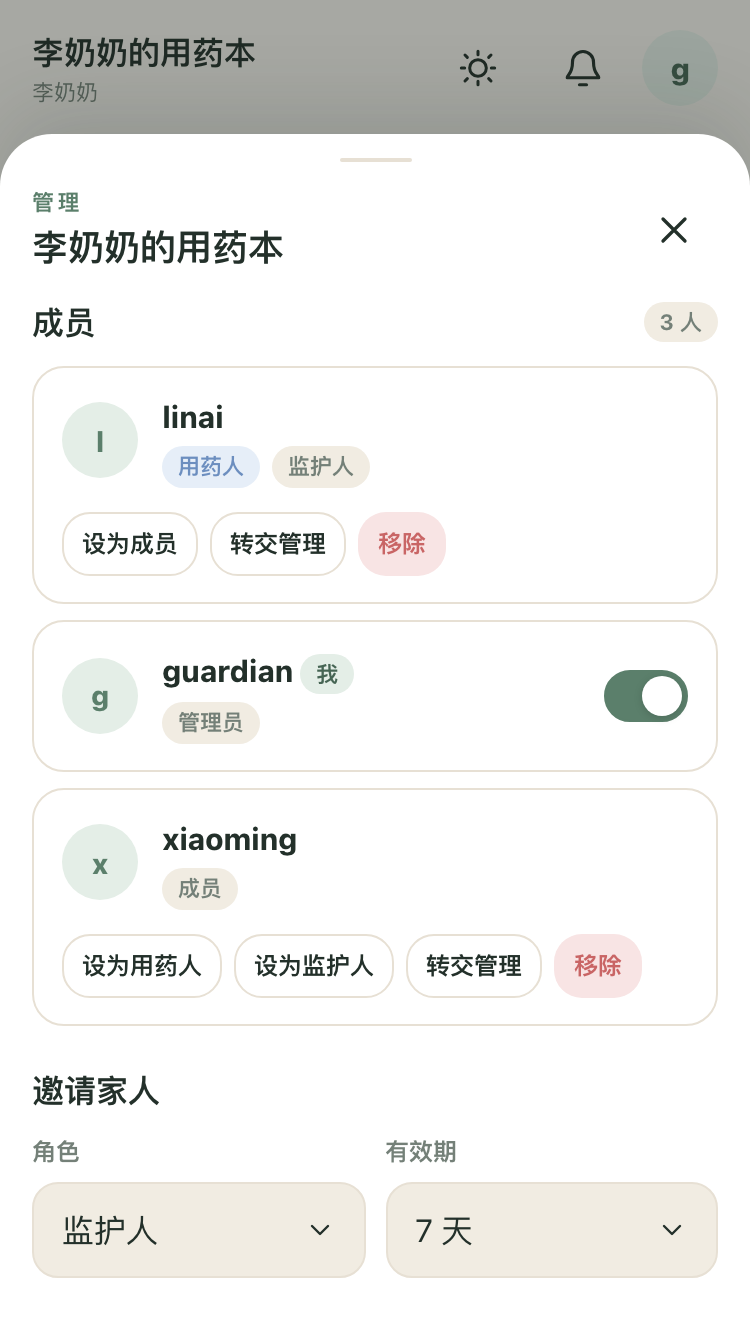 李奶奶的用药本
李奶奶
g
管理
李奶奶的用药本
成员
3 人
l
linai
用药人 监护人
设为成员 转交管理 移除
g
guardian 我
管理员
x
xiaoming
成员
设为用药人 设为监护人 转交管理 移除
邀请家人
角色 有效期
监护人 7 天